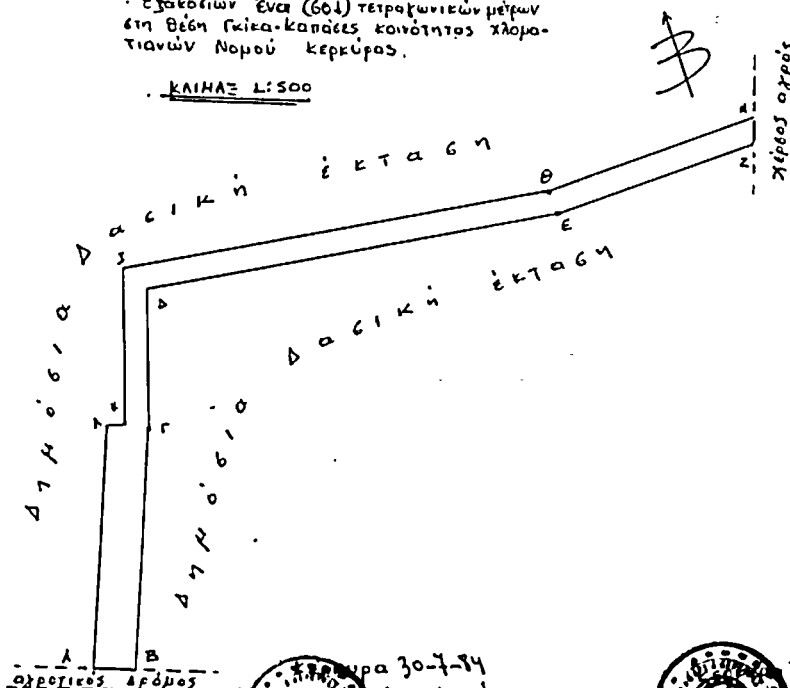 εξακοσίων ένα (601) τετραγωνικών μέτρων
στη θέση Γκίκα-Καπάσες κοινότητας χλομο-
τιανών Νομού κερκύρας.
ΚΛΙΜΑΞ 1:500
Β
χέρσος αγρός
Δημόσια Δασική έκταση
Θ
Ζ
Ε
Δ
Γ
Δημόσια Δασική έκταση
Α
Β
αγροτικός δρόμος
30-7-84